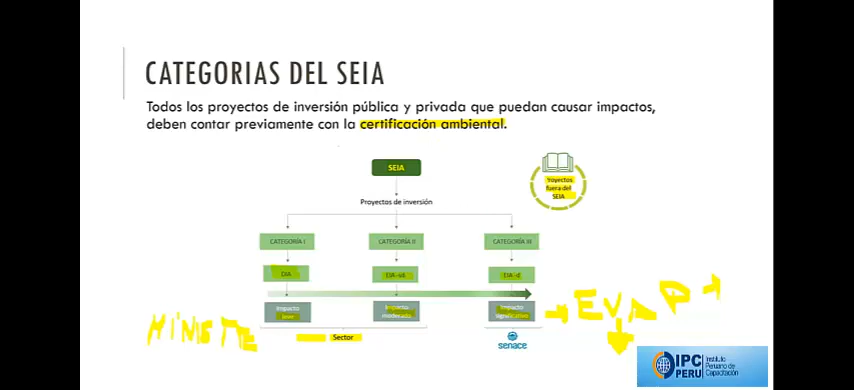 CATEGORIAS DEL SEIA
Todos los proyectos de inversión pública y privada que puedan causar impactos,
deben contar previamente con la certificación ambiental.
SEIA
Proyectos
fuera del
SEIA
Proyectos de inversión
CATEGORÍA I
CATEGORÍA II
CATEGORÍA III
DIA
EIA-sd
EIA-d
Impacto
leve
Impacto
moderado
Impacto
significativo
Sector
senace
EVAP
IPC
PERU
Instituto
Peruano de
Capacitación